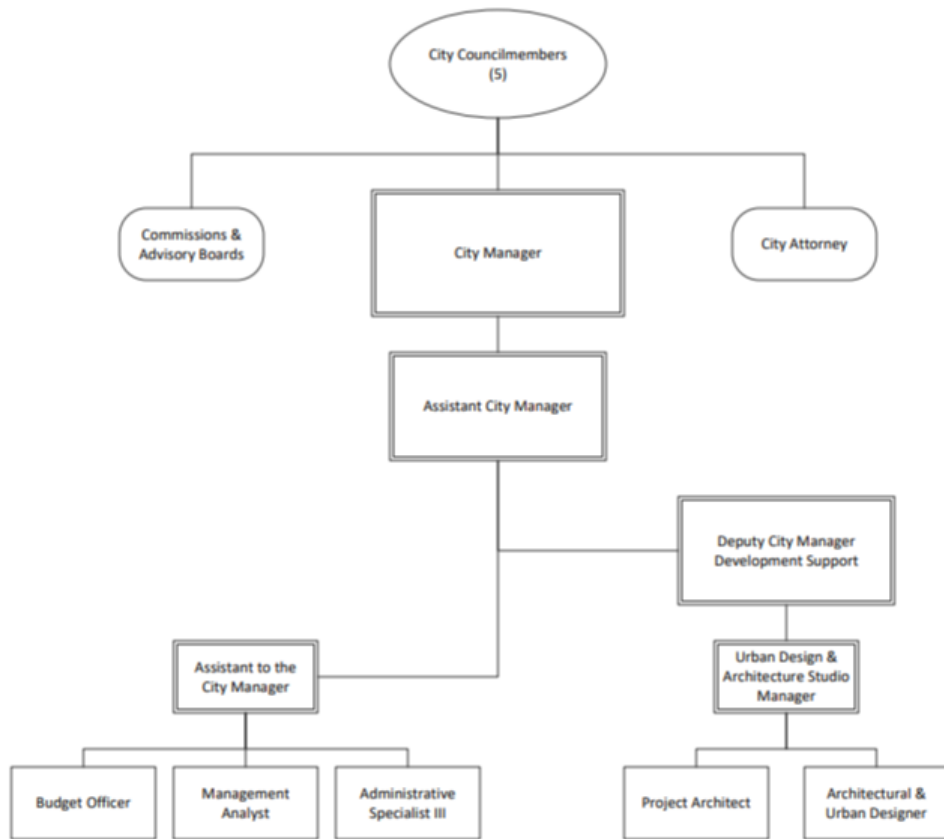 City Councilmembers
(5)
Commissions &
Advisory Boards
City Manager
City Attorney
Assistant City Manager
Deputy City Manager
Development Support
Assistant to the
City Manager
Urban Design &
Architecture Studio
Manager
Budget Officer
Management
Analyst
Administrative
Specialist III
Project Architect
Architectural &
Urban Designer